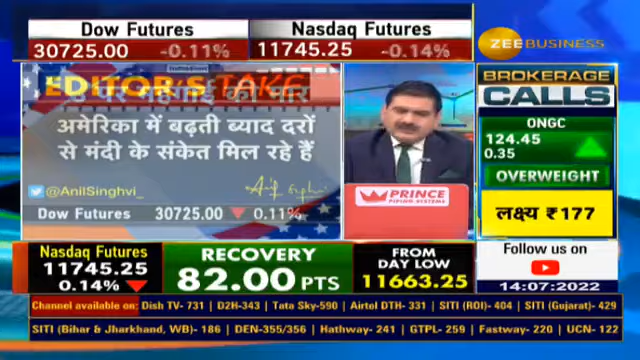 Dow Futures
30725.00 -0.11%
Nasdaq Futures
11745.25 -0.14%
ZEE BUSINESS
EDITOR'S TAKE
अमेरिका में बढ़ती ब्याद दरों
से मंदी के संकेत मिल रहे हैं
@AnilSinghvi_
Dow Futures 30725.00 0.11%
PRINCE
PIPING SYSTEMS
BROKERAGE
CALLS
ONGC
124.45
0.35
OVERWEIGHT
लक्ष्य ₹177
Nasdaq Futures
11745.25
0.14%
RECOVERY
82.00 PTS
FROM
DAY LOW
11663.25
Follow us on
14:07:2022
Channel available on: Dish TV- 731 | D2H-343 | Tata Sky-590 | Airtol DTH- 331 | SITI (ROI)- 404 | SITI (Gujarat)- 429
SITI (Bihar & Jharkhand, WB)- 186 | DEN-355/356 | Hathway- 241 | GTPL- 259 | Fastway- 220 | UCN- 122